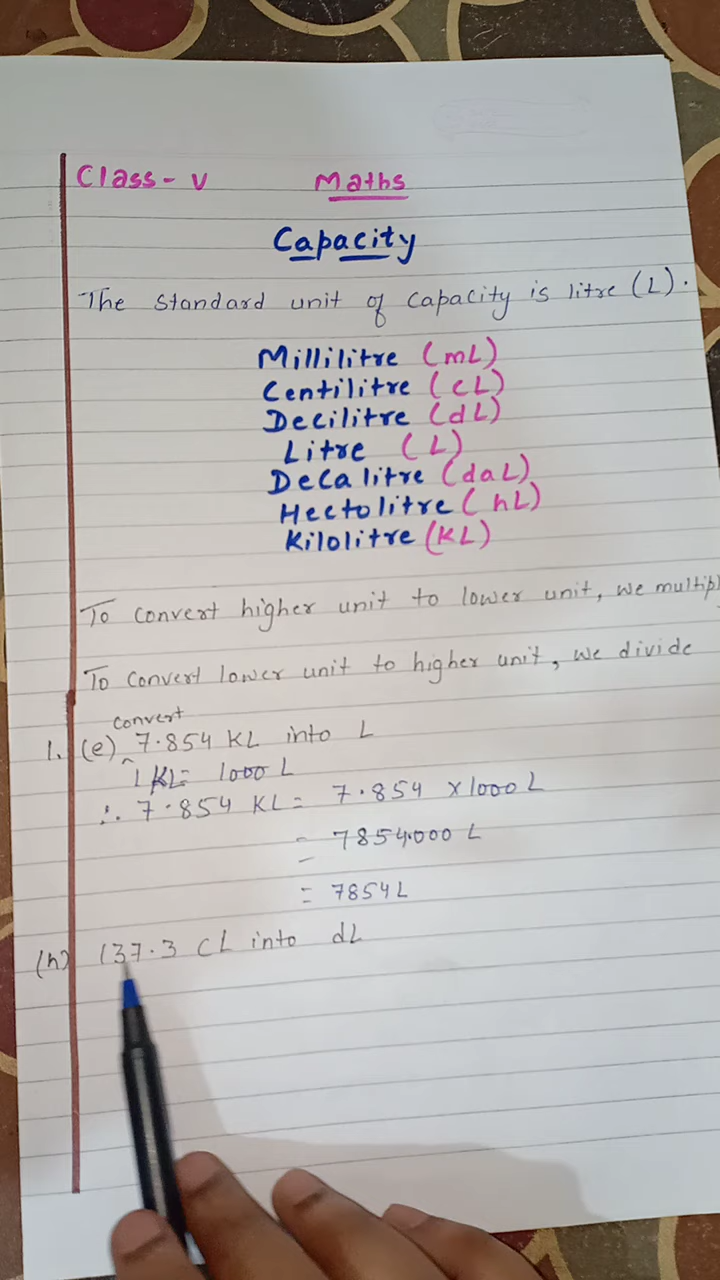 Class - V Maths
Capacity
The standard unit of capacity is litre (L).
Millilitre (mL)
Centilitre (cL)
Decilitre (dL)
Litre (L)
Decalitre (daL)
Hectolitre (hL)
Kilolitre (KL)
To convert higher unit to lower unit, we multipl
To convert lower unit to higher unit, we divide
convert
1. (e) ^ 7.854 KL into L
1 KL = 1000 L
∴ 7.854 KL = 7.854 x 1000 L
= 7854.000 L
= 7854 L
(h) 137.3 CL into dL